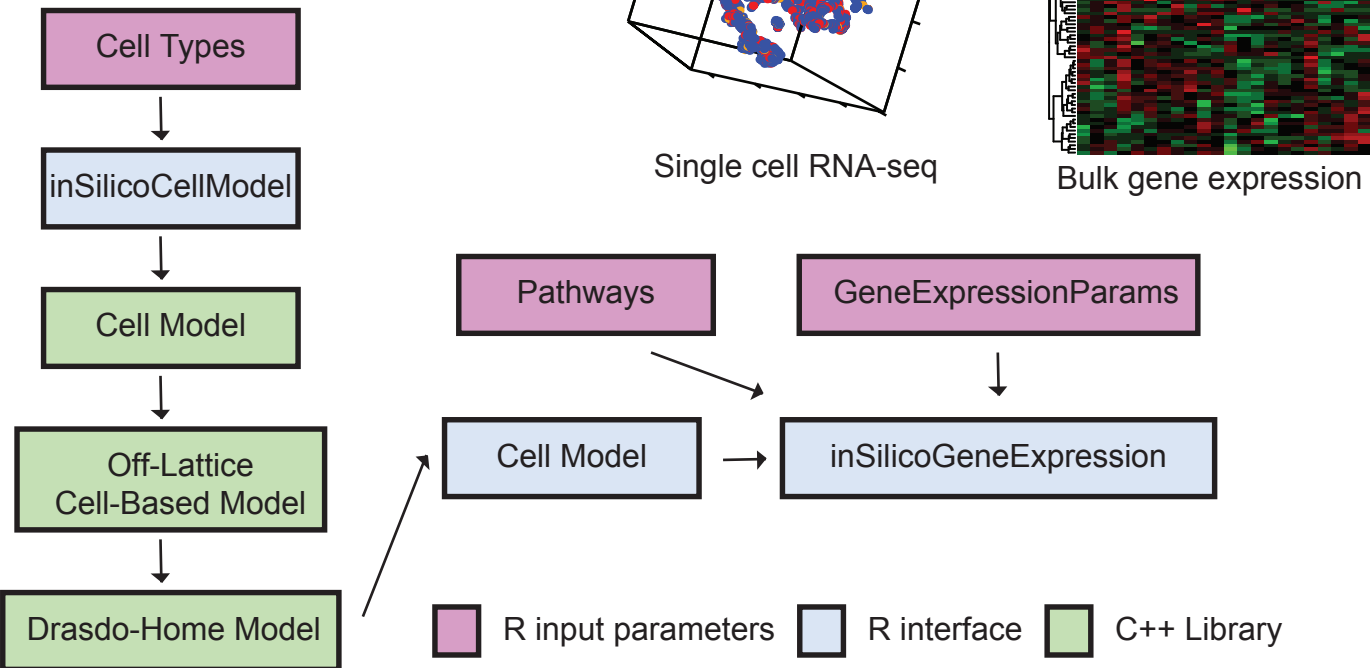 Cell Types
inSilicoCellModel
Cell Model
Off-Lattice
Cell-Based Model
Drasdo-Home Model
Single cell RNA-seq
Bulk gene expression
Pathways
GeneExpressionParams
Cell Model
inSilicoGeneExpression
R input parameters
R interface
C++ Library